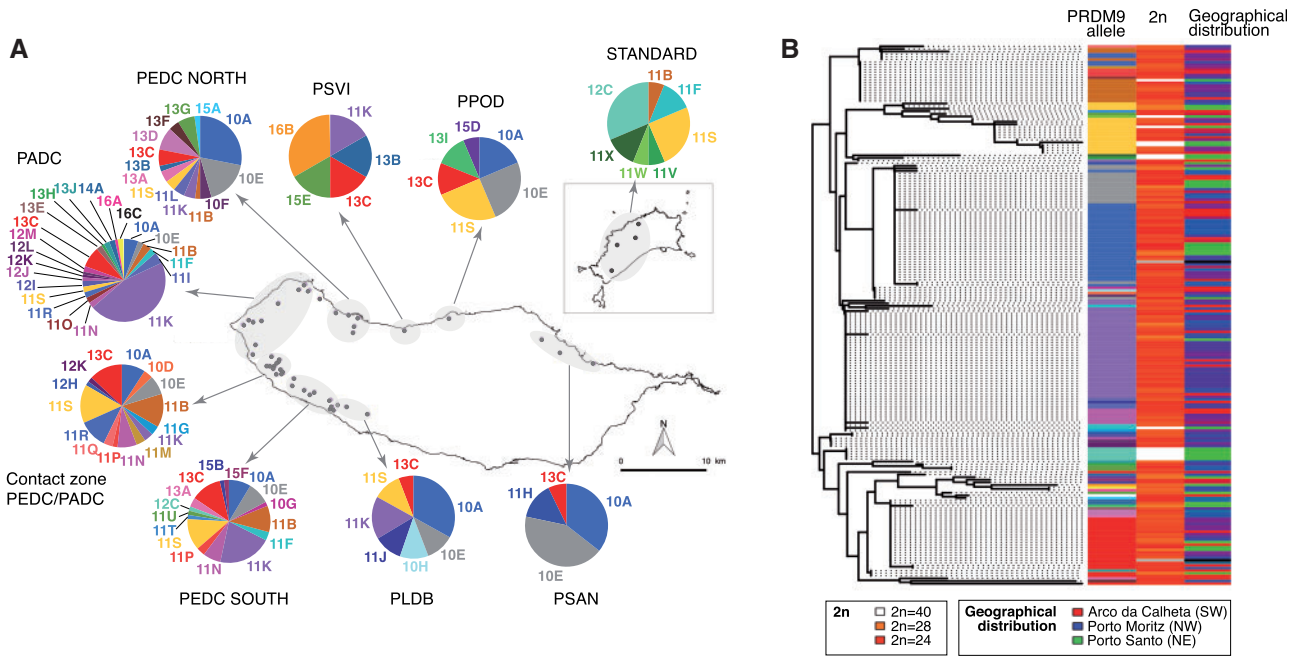 A
PEDC NORTH
13G 15A
13F
13D
13C
13B
13A
11S
11L
11K
11B
10F
10E
10A
PSVI
16B
11K
13B
13C
15E
PPOD
15D
13I
10A
13C
10E
11S
STANDARD
12C
11B
11F
11S
11X
11W
11V
PADC
13H
13J
14A
16A
16C
13E
13C
12M
12L
12K
12J
12I
11S
11R
11O
11N
10A
10E
11B
11F
11I
11K
Contact zone
PEDC/PADC
13C
12K
12H
11S
11R
11Q
11P
11N
11M
11K
11G
11B
10E
10D
10A
PEDC SOUTH
15B
15F
13C
13A
12C
11U
11T
11S
11P
11N
11K
11F
11B
10G
10E
10A
PLDB
13C
11S
10A
11K
11J
10H
10E
PSAN
13C
11H
10A
10E
N
0 10 km
B
PRDM9 allele
2n
Geographical distribution
2n
2n=40
2n=28
2n=24
Geographical distribution
Arco da Calheta (SW)
Porto Moritz (NW)
Porto Santo (NE)